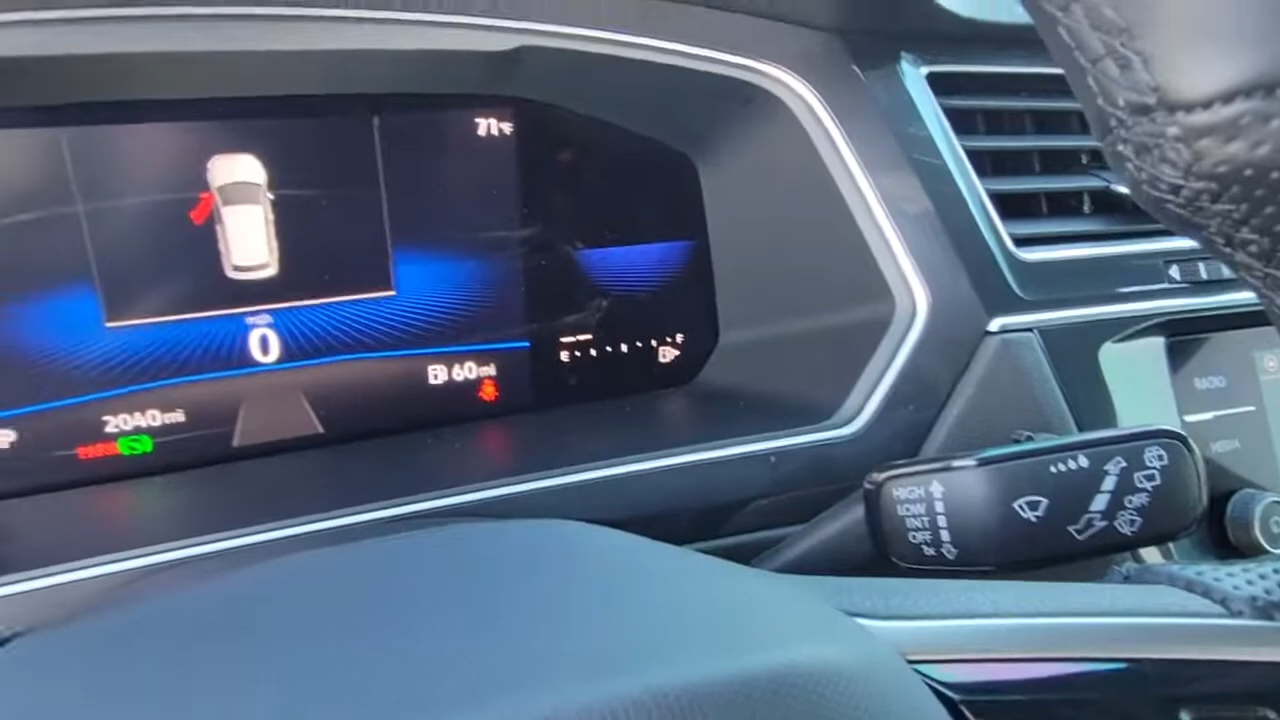 71°F
mph
0
60mi
2040mi
E F
HIGH
LOW
INT
OFF
1x
OFF
RADIO
MEDIA